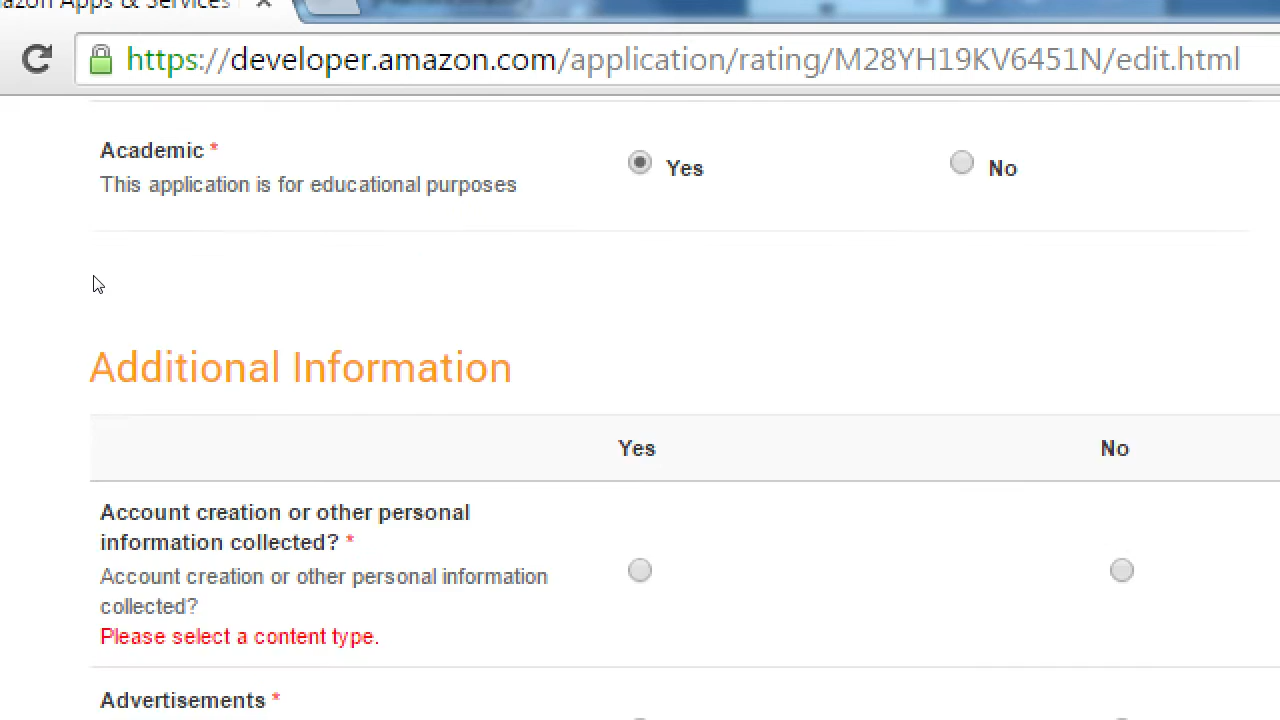 azon Apps & Services
https://developer.amazon.com/application/rating/M28YH19KV6451N/edit.html
Academic * Yes No
This application is for educational purposes
Additional Information
Yes No
Account creation or other personal
information collected? *
Account creation or other personal information
collected?
Please select a content type.
Advertisements *